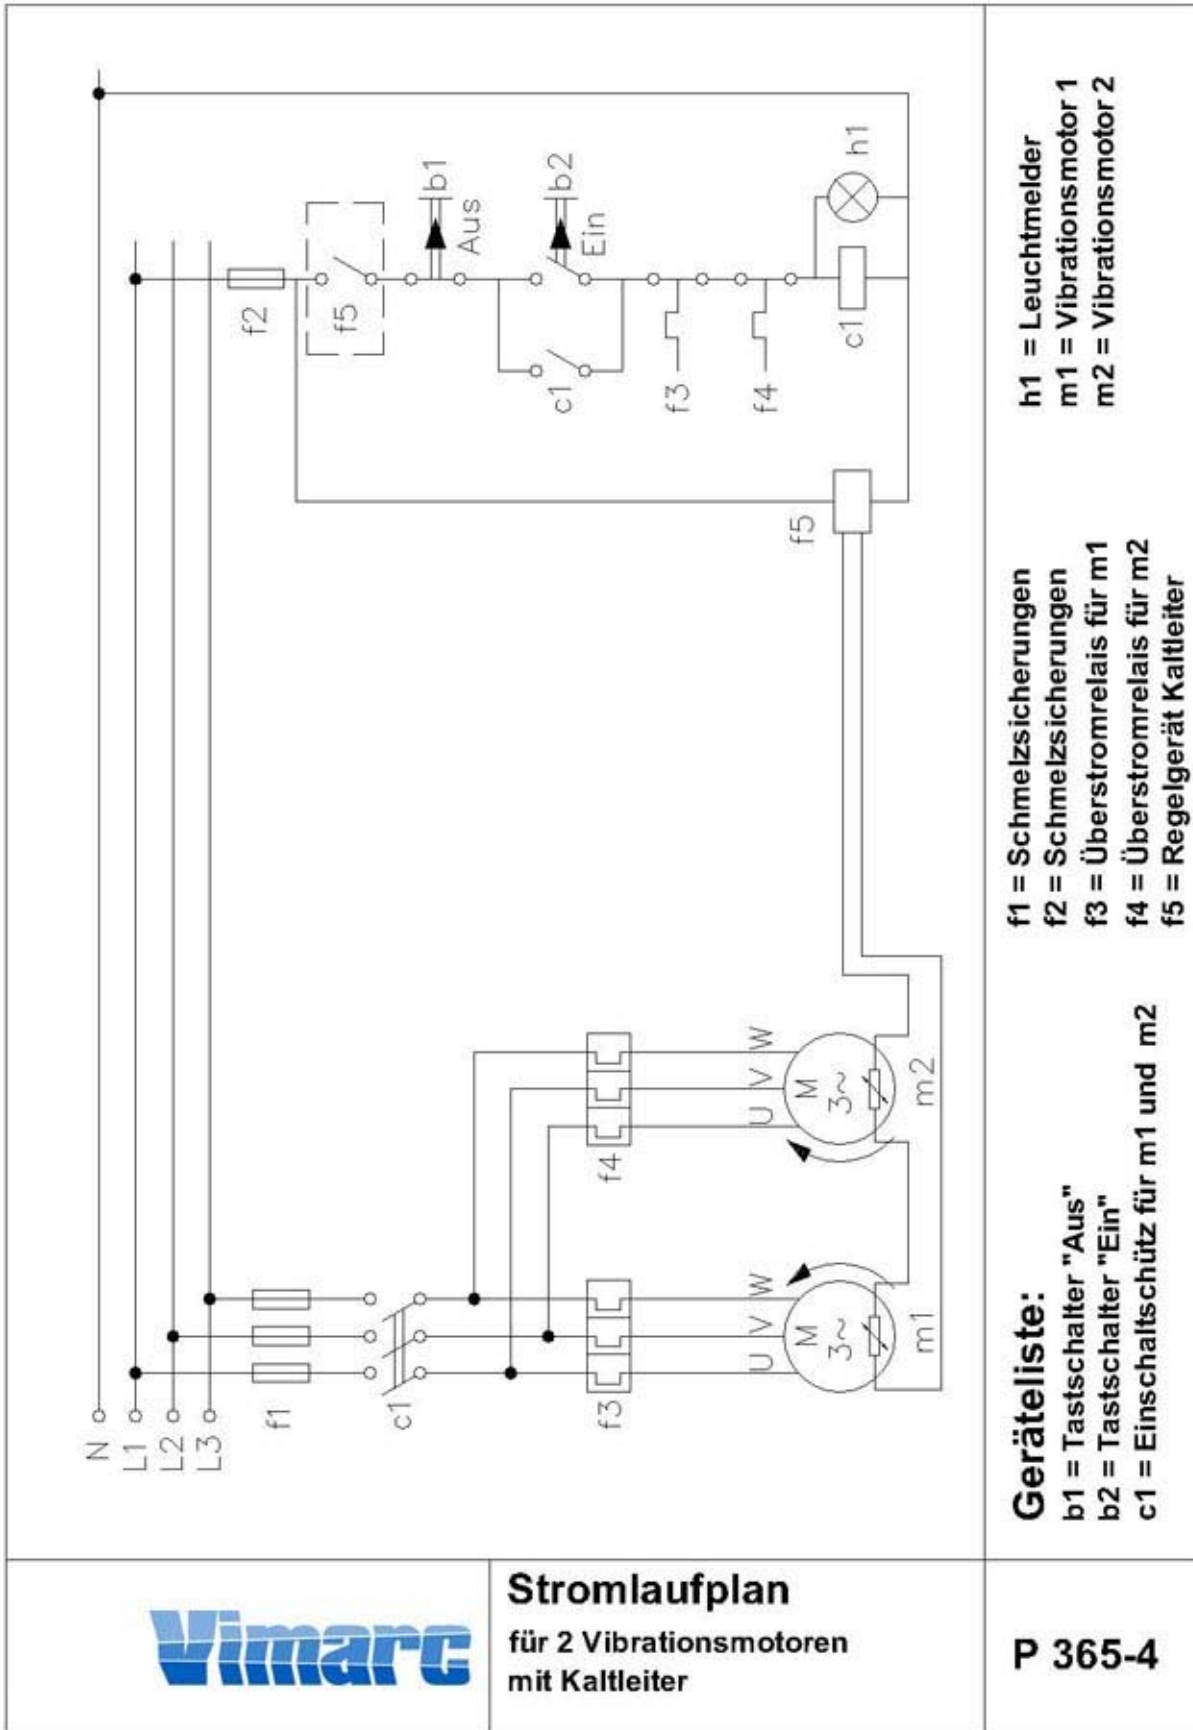 N
L1
L2
L3
f1
c1
f3
m1
U V W
M
3~
f4
m2
U V W
M
3~
f5
f2
f5
b1
Aus
c1
b2
Ein
f3
f4
c1
h1
Geräteliste:
b1 = Tastschalter "Aus"
b2 = Tastschalter "Ein"
c1 = Einschaltschütz für m1 und m2
f1 = Schmelzsicherungen
f2 = Schmelzsicherungen
f3 = Überstromrelais für m1
f4 = Überstromrelais für m2
f5 = Regelgerät Kaltleiter
h1 = Leuchtmelder
m1 = Vibrationsmotor 1
m2 = Vibrationsmotor 2
Vimarc
Stromlaufplan
für 2 Vibrationsmotoren
mit Kaltleiter
P 365-4